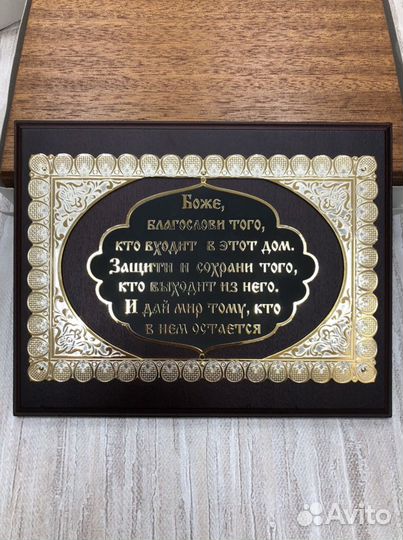 Боже,
благослови того,
кто входит в этот дом.
Защити и сохрани того,
кто выходит из него.
И дай мир тому, кто
в нем остается
Avito